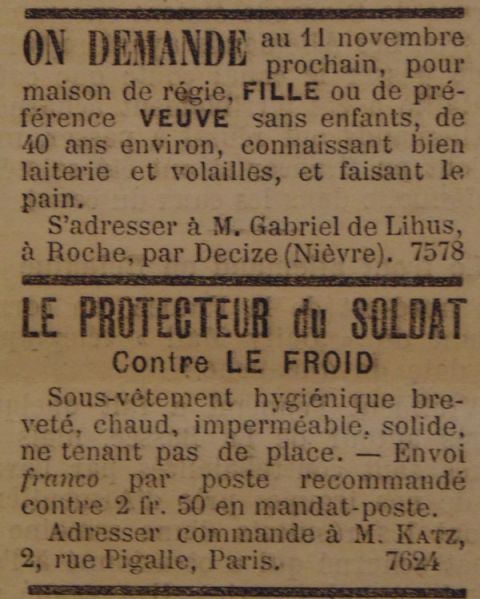 ON DEMANDE au 11 novembre
prochain, pour
maison de régie, FILLE ou de pré-
férence VEUVE sans enfants, de
40 ans environ, connaissant bien
laiterie et volailles, et faisant le
pain.
S'adresser à M. Gabriel de Lihus,
à Roche, par Decize (Nièvre). 7578
LE PROTECTEUR du SOLDAT
Contre LE FROID
Sous-vêtement hygiénique bre-
veté, chaud, imperméable, solide,
ne tenant pas de place. — Envoi
franco par poste recommandé
contre 2 fr. 50 en mandat-poste.
Adresser commande à M. KATZ,
2, rue Pigalle, Paris. 7624